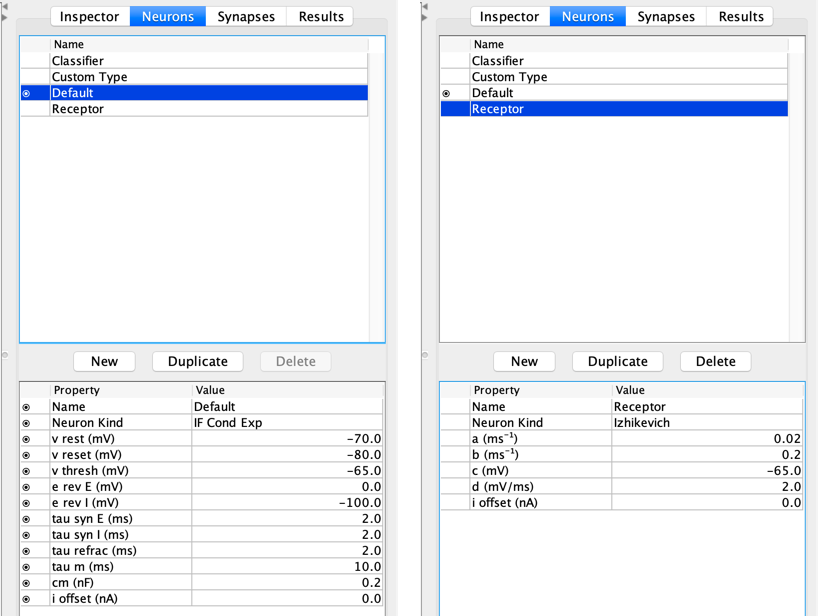 Inspector Neurons Synapses Results
Name
Classifier
Custom Type
Default
Receptor
New Duplicate Delete
Property Value
Name Default
Neuron Kind IF Cond Exp
v rest (mV) -70.0
v reset (mV) -80.0
v thresh (mV) -65.0
e rev E (mV) 0.0
e rev I (mV) -100.0
tau syn E (ms) 2.0
tau syn I (ms) 2.0
tau refrac (ms) 2.0
tau m (ms) 10.0
cm (nF) 0.2
i offset (nA) 0.0
Inspector Neurons Synapses Results
Name
Classifier
Custom Type
Default
Receptor
New Duplicate Delete
Property Value
Name Receptor
Neuron Kind Izhikevich
a (ms⁻¹) 0.02
b (ms⁻¹) 0.2
c (mV) -65.0
d (mV/ms) 2.0
i offset (nA) 0.0